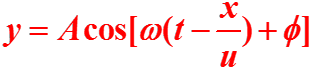 y = A cos[ω(t − x/u) + ϕ]